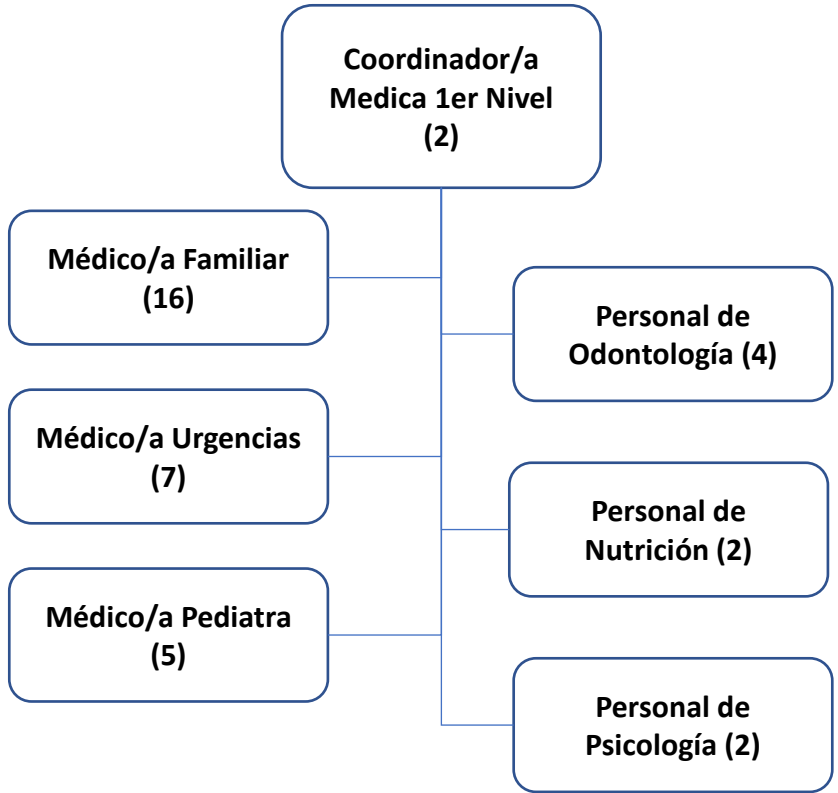 Coordinador/a
Medica 1er Nivel
(2)
Médico/a Familiar
(16)
Personal de
Odontología (4)
Médico/a Urgencias
(7)
Personal de
Nutrición (2)
Médico/a Pediatra
(5)
Personal de
Psicología (2)